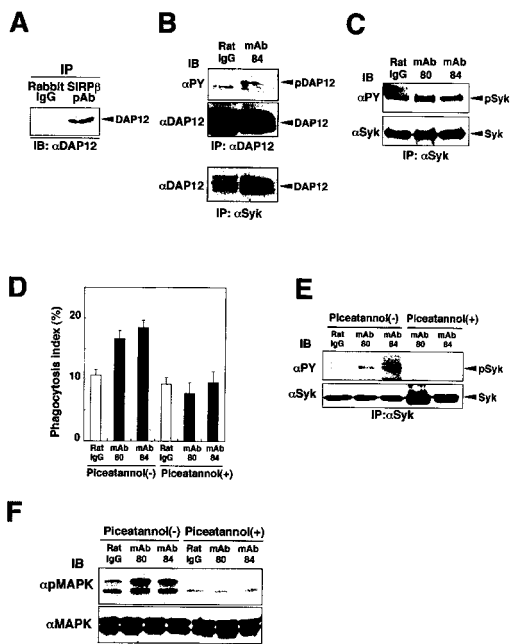 A
IP
Rabbit SIRPβ
IgG pAb
DAP12
IB: αDAP12
B
IB
Rat mAb
IgG 84
αPY
pDAP12
αDAP12
DAP12
IP: αDAP12
αDAP12
DAP12
IP: αSyk
C
IB
Rat mAb mAb
IgG 80 84
αPY
pSyk
αSyk
Syk
IP: αSyk
D
Phagocytosis index (%)
20
10
0
Rat mAb mAb Rat mAb mAb
IgG 80 84 IgG 80 84
Piceatannol(-) Piceatannol(+)
E
Piceatannol(-) Piceatannol(+)
IB
Rat mAb mAb Rat mAb mAb
IgG 80 84 IgG 80 84
αPY
pSyk
αSyk
Syk
IP:αSyk
F
Piceatannol(-) Piceatannol(+)
IB
Rat mAb mAb Rat mAb mAb
IgG 80 84 IgG 80 84
αpMAPK
αMAPK